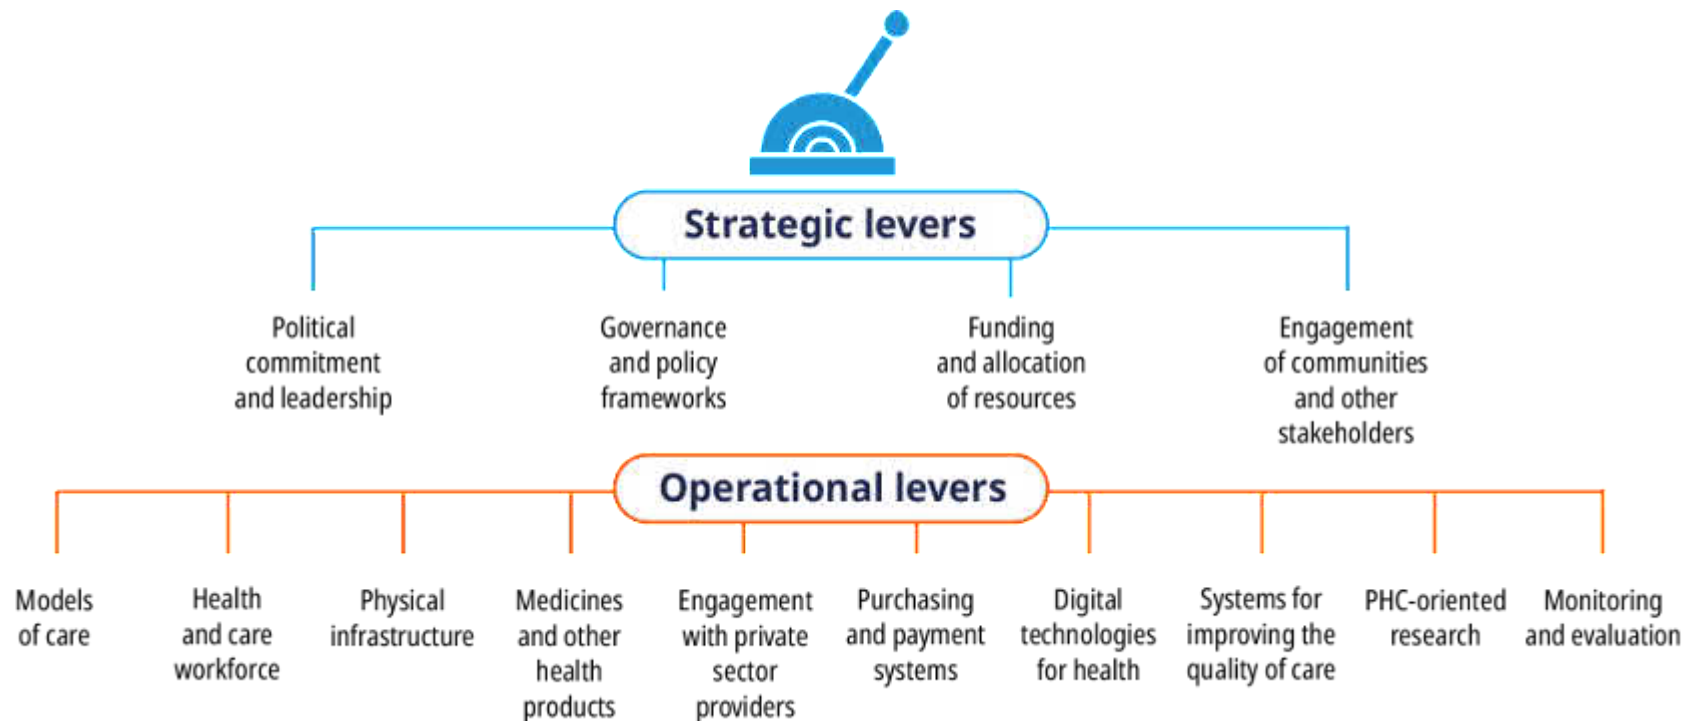 Strategic levers
Political
commitment
and leadership
Governance
and policy
frameworks
Funding
and allocation
of resources
Engagement
of communities
and other
stakeholders
Operational levers
Models
of care
Health
and care
workforce
Physical
infrastructure
Medicines
and other
health
products
Engagement
with private
sector
providers
Purchasing
and payment
systems
Digital
technologies
for health
Systems for
improving the
quality of care
PHC-oriented
research
Monitoring
and evaluation